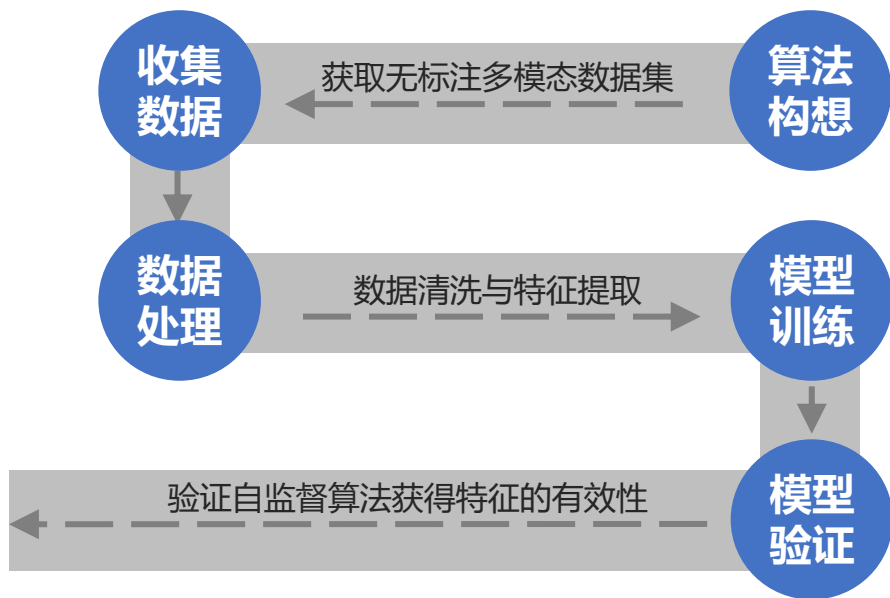 收集
数据
获取无标注多模态数据集
算法
构想
数据
处理
数据清洗与特征提取
模型
训练
验证自监督算法获得特征的有效性
模型
验证